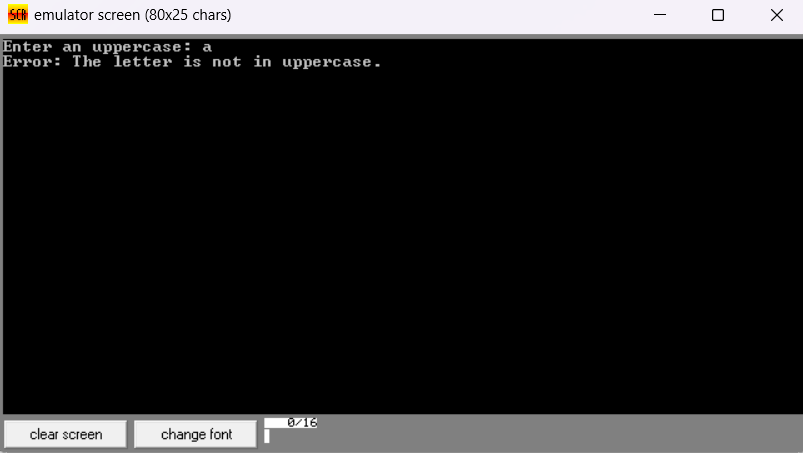 SCR emulator screen (80x25 chars)
Enter an uppercase: a
Error: The letter is not in uppercase.
clear screen change font 0/16